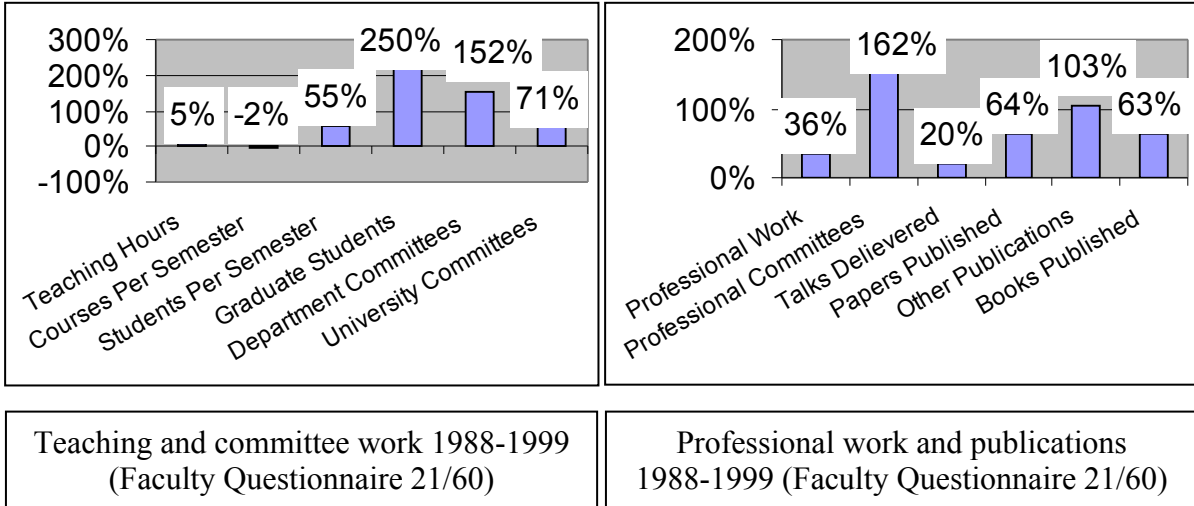 300%
200%
100%
0%
-100%
5%
-2%
55%
250%
152%
71%
Teaching Hours
Courses Per Semester
Students Per Semester
Graduate Students
Department Committees
University Committees
200%
100%
0%
36%
162%
20%
64%
103%
63%
Professional Work
Professional Committees
Talks Delievered
Papers Published
Other Publications
Books Published
Teaching and committee work 1988-1999
(Faculty Questionnaire 21/60)
Professional work and publications
1988-1999 (Faculty Questionnaire 21/60)